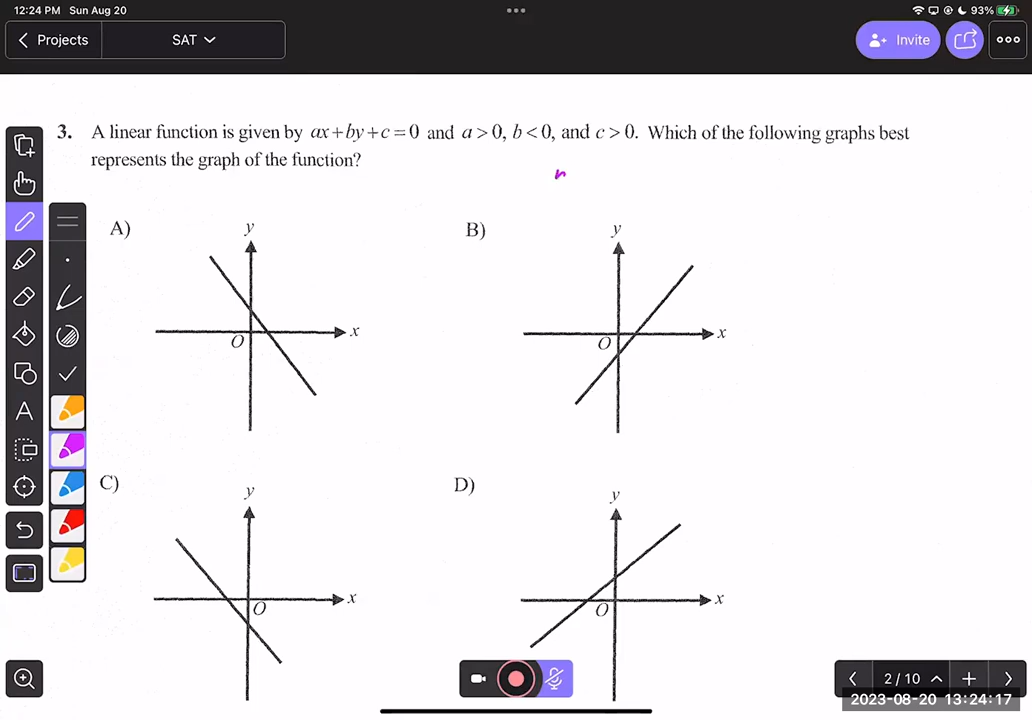 12:24 PM Sun Aug 20
93%
Projects
SAT
Invite
3. A linear function is given by ax+by+c=0 and a>0, b<0, and c>0. Which of the following graphs best
represents the graph of the function?
n
A)
y
x
O
B)
y
x
O
C)
y
x
O
D)
y
x
O
A
2 / 10
2023-08-20 13:24:17